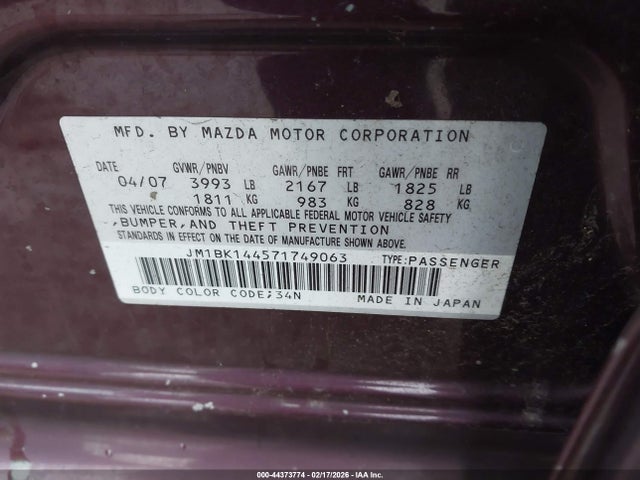 MFD. BY MAZDA MOTOR CORPORATION
DATE GVWR/PNBV GAWR/PNBE FRT GAWR/PNBE RR
04/07 3993 LB 2167 LB 1825 LB
1811 KG 983 KG 828 KG
THIS VEHICLE CONFORMS TO ALL APPLICABLE FEDERAL MOTOR VEHICLE SAFETY
,BUMPER,AND THEFT PREVENTION
STANDARDS IN EFFECT ON THE DATE OF MANUFACTURE SHOWN ABOVE.
JM1BK144571749063 TYPE:PASSENGER
BODY COLOR CODE;34N MADE IN JAPAN
000-44373774 - 02/17/2026 - IAA Inc.